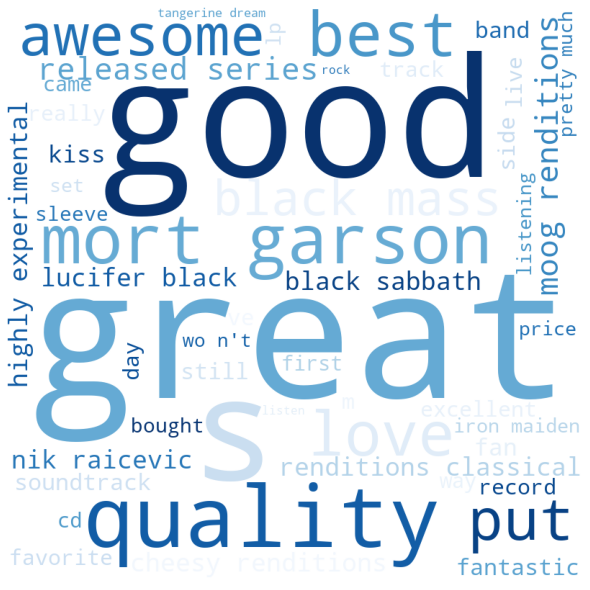 tangerine dream
awesome
best
lp
band
released series
rock
track
came
good
really
live
side
moog renditions
pretty much
kiss
highly experimental
set
black mass
sleeve
mort garson
listening
lucifer black
black sabbath
great
ve
price
wo n't
day
first
still
s
listen
m
love
excellent
bought
iron maiden
fan
nik raicevic
renditions classical
soundtrack
way
record
quality
put
cd
favorite
cheesy renditions
fantastic